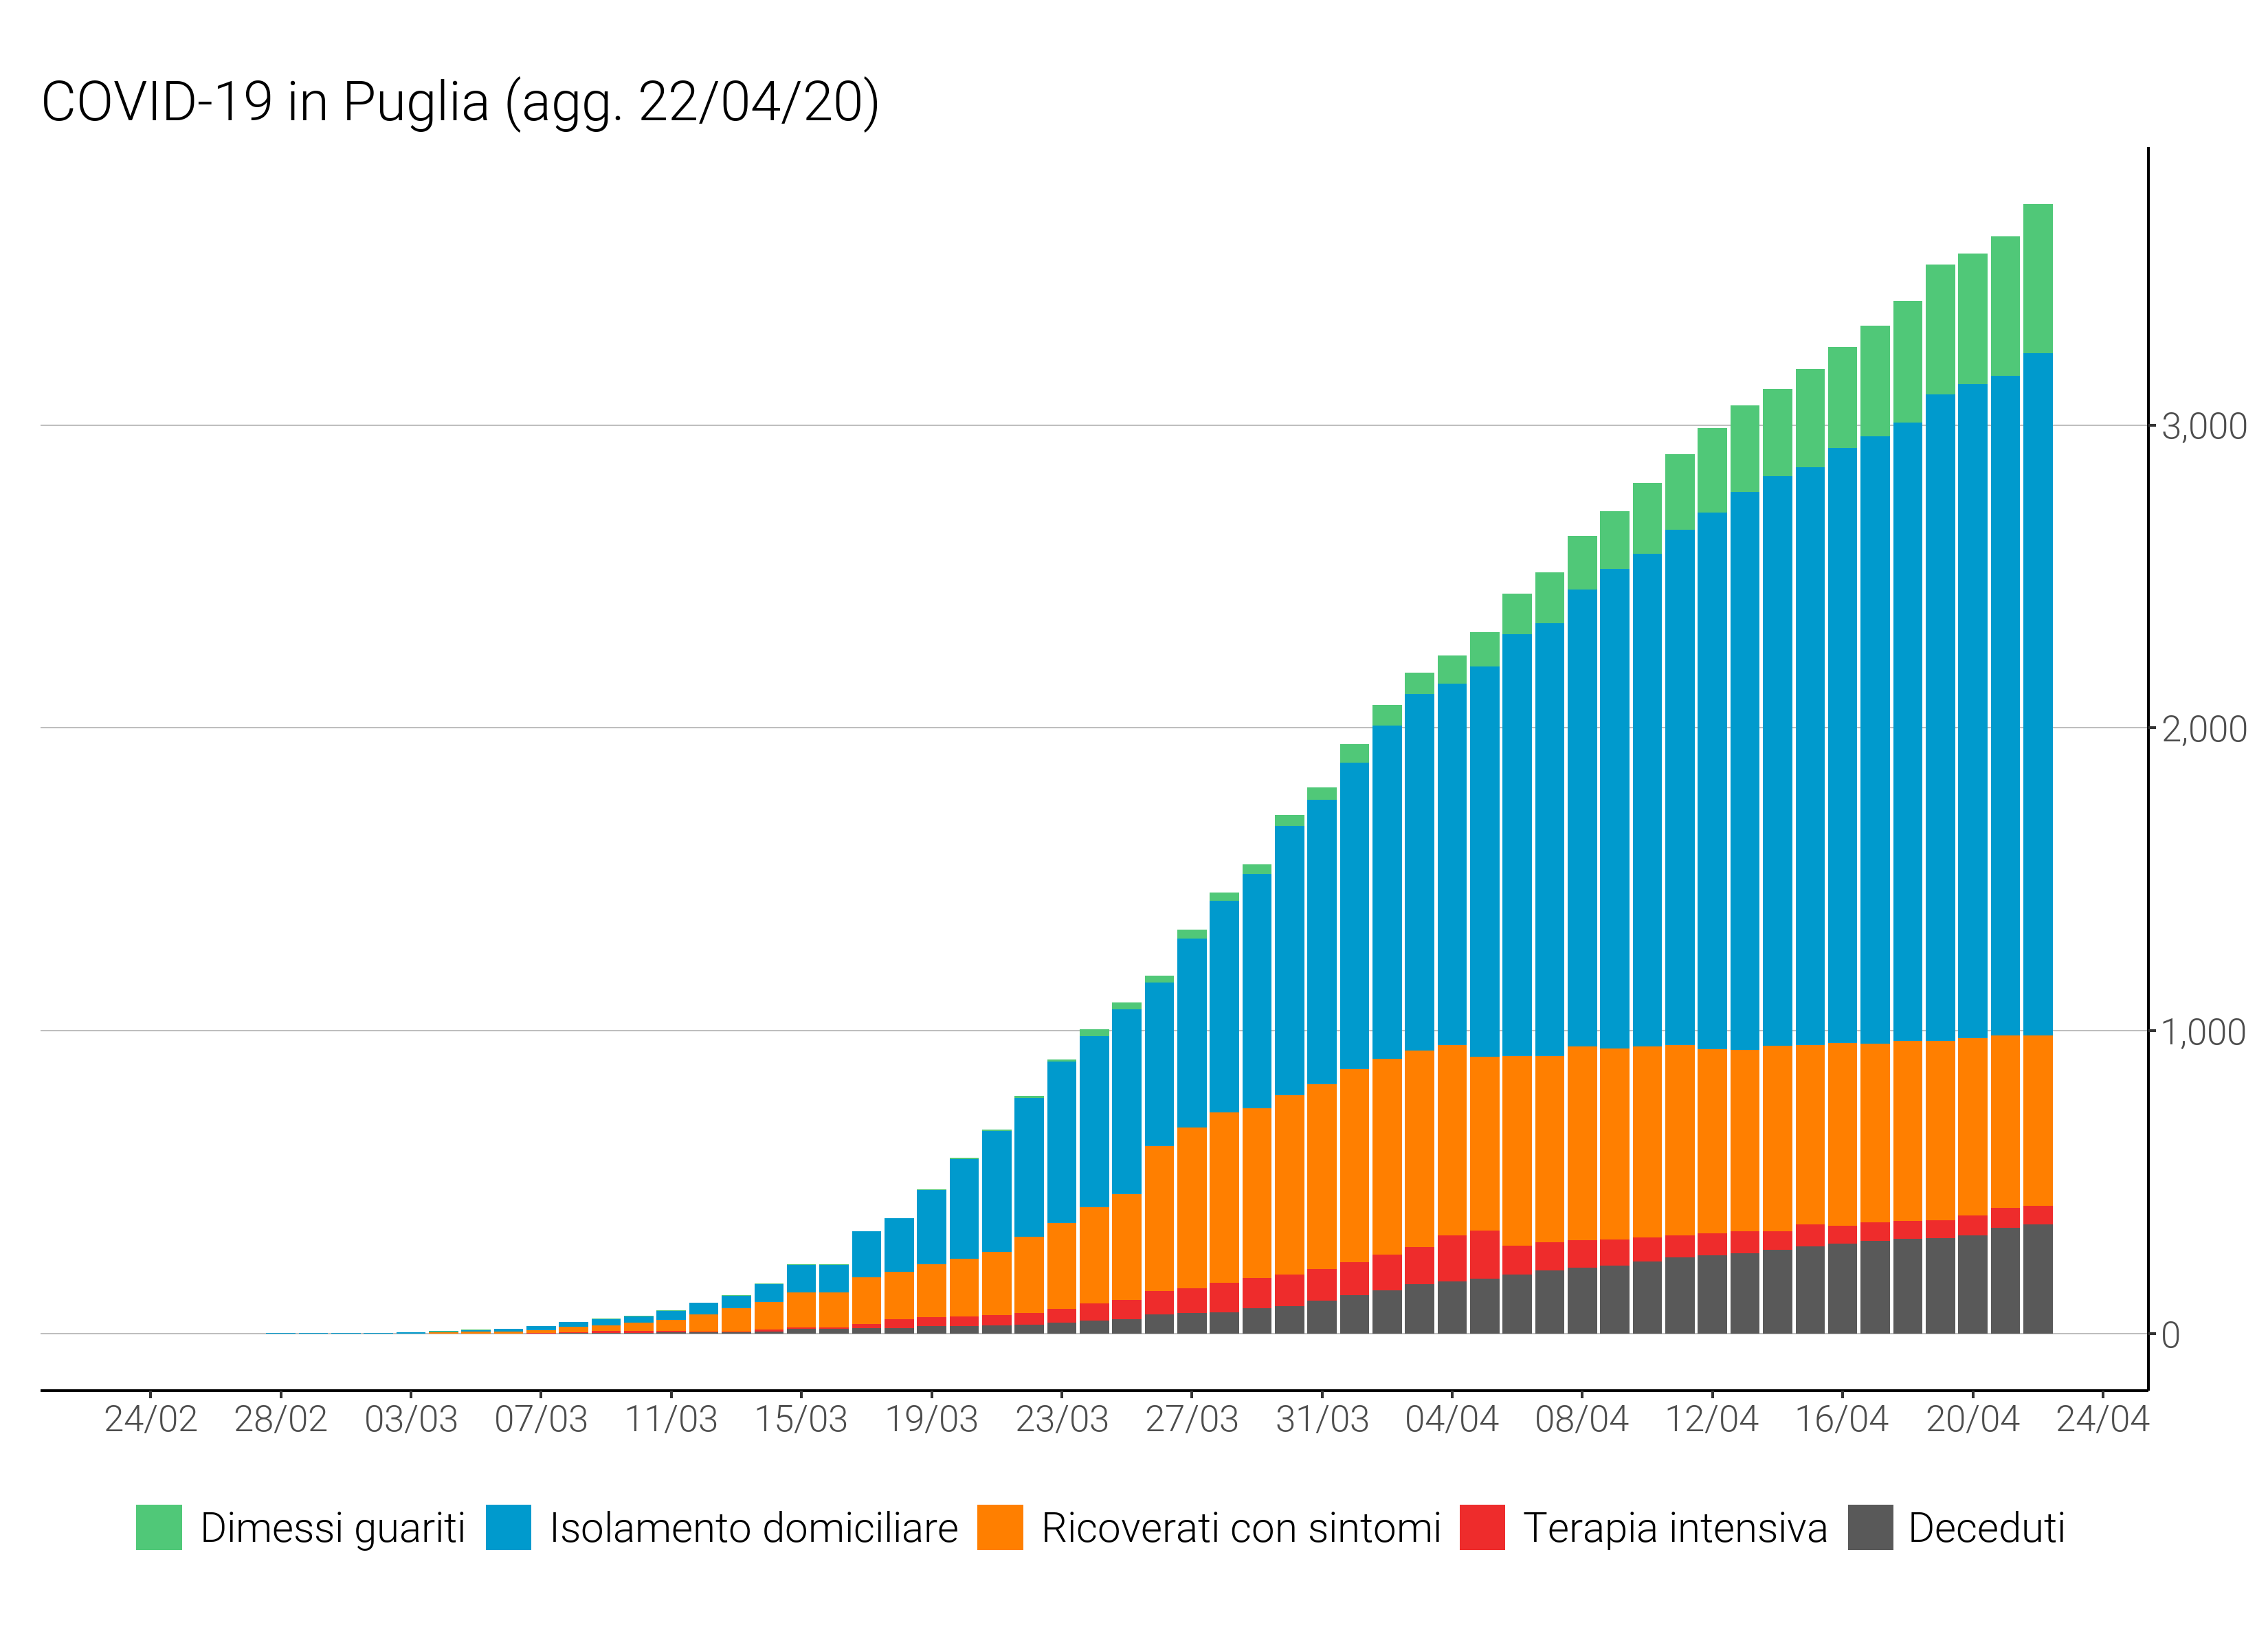 COVID-19 in Puglia (agg. 22/04/20)
3,000
2,000
1,000
0
24/02 28/02 03/03 07/03 11/03 15/03 19/03 23/03 27/03 31/03 04/04 08/04 12/04 16/04 20/04 24/04
Dimessi guariti Isolamento domiciliare Ricoverati con sintomi Terapia intensiva Deceduti